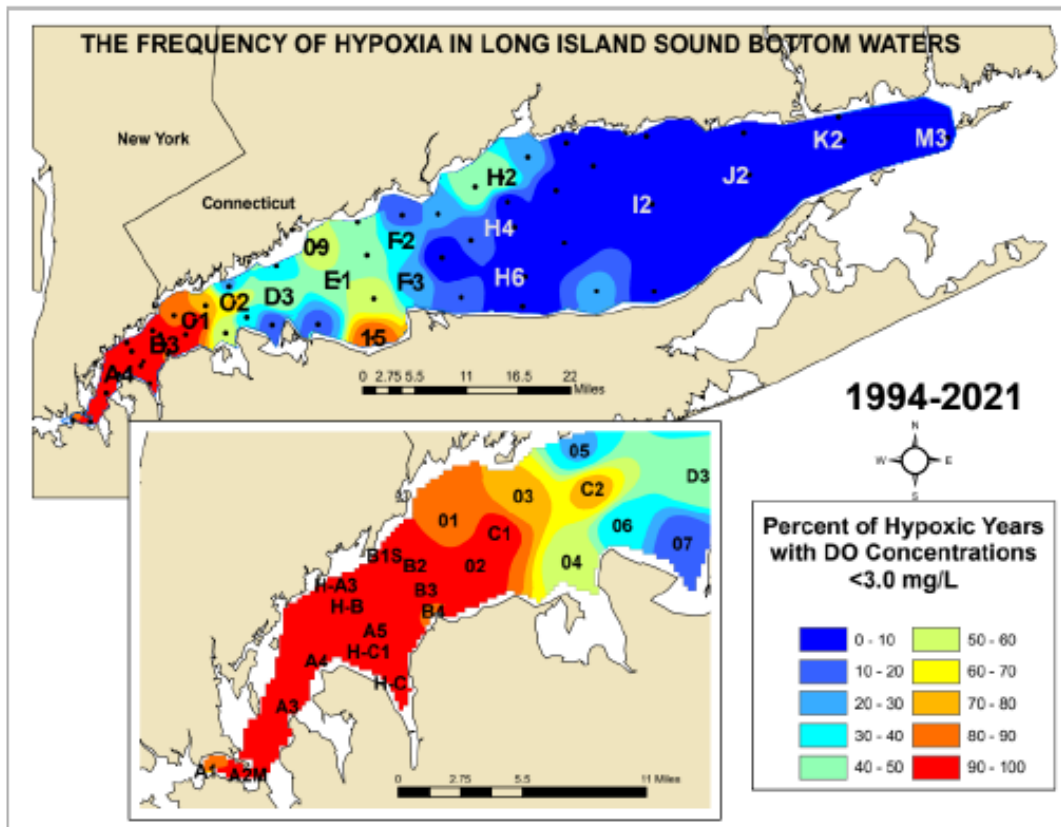 THE FREQUENCY OF HYPOXIA IN LONG ISLAND SOUND BOTTOM WATERS
New York
Connecticut
K2
M3
H2
J2
I2
09
F2
H4
E1
F3
H6
C2
D3
C1
15
B3
A4
0 2.75 5.5 11 16.5 22
Miles
1994-2021
N
W E
S
05
D3
03
C2
01
06
C1
07
B1S
B2
02
04
H-A3
B3
H-B
B4
A5
H-C1
A4
H-C
A3
A1
A2M
0 2.75 5.5 11 Miles
Percent of Hypoxic Years
with DO Concentrations
<3.0 mg/L
0 - 10 50 - 60
10 - 20 60 - 70
20 - 30 70 - 80
30 - 40 80 - 90
40 - 50 90 - 100